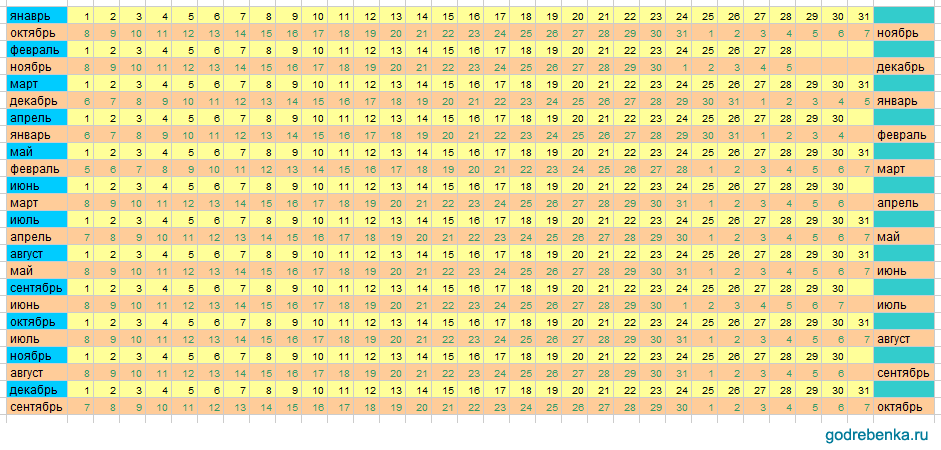 янаврь 1 2 3 4 5 6 7 8 9 10 11 12 13 14 15 16 17 18 19 20 21 22 23 24 25 26 27 28 29 30 31
октябрь 8 9 10 11 12 13 14 15 16 17 18 19 20 21 22 23 24 25 26 27 28 29 30 31 1 2 3 4 5 6 7 ноябрь
февраль 1 2 3 4 5 6 7 8 9 10 11 12 13 14 15 16 17 18 19 20 21 22 23 24 25 26 27 28
ноябрь 8 9 10 11 12 13 14 15 16 17 18 19 20 21 22 23 24 25 26 27 28 29 30 1 2 3 4 5 декабрь
март 1 2 3 4 5 6 7 8 9 10 11 12 13 14 15 16 17 18 19 20 21 22 23 24 25 26 27 28 29 30 31
декабрь 6 7 8 9 10 11 12 13 14 15 16 17 18 19 20 21 22 23 24 25 26 27 28 29 30 31 1 2 3 4 5 январь
апрель 1 2 3 4 5 6 7 8 9 10 11 12 13 14 15 16 17 18 19 20 21 22 23 24 25 26 27 28 29 30
январь 6 7 8 9 10 11 12 13 14 15 16 17 18 19 20 21 22 23 24 25 26 27 28 29 30 31 1 2 3 4 февраль
май 1 2 3 4 5 6 7 8 9 10 11 12 13 14 15 16 17 18 19 20 21 22 23 24 25 26 27 28 29 30 31
февраль 5 6 7 8 9 10 11 12 13 14 15 16 17 18 19 20 21 22 23 24 25 26 27 28 1 2 3 4 5 6 7 март
июнь 1 2 3 4 5 6 7 8 9 10 11 12 13 14 15 16 17 18 19 20 21 22 23 24 25 26 27 28 29 30
март 8 9 10 11 12 13 14 15 16 17 18 19 20 21 22 23 24 25 26 27 28 29 30 31 1 2 3 4 5 6 апрель
июль 1 2 3 4 5 6 7 8 9 10 11 12 13 14 15 16 17 18 19 20 21 22 23 24 25 26 27 28 29 30 31
апрель 7 8 9 10 11 12 13 14 15 16 17 18 19 20 21 22 23 24 25 26 27 28 29 30 1 2 3 4 5 6 7 май
август 1 2 3 4 5 6 7 8 9 10 11 12 13 14 15 16 17 18 19 20 21 22 23 24 25 26 27 28 29 30 31
май 8 9 10 11 12 13 14 15 16 17 18 19 20 21 22 23 24 25 26 27 28 29 30 31 1 2 3 4 5 6 7 июнь
сентябрь 1 2 3 4 5 6 7 8 9 10 11 12 13 14 15 16 17 18 19 20 21 22 23 24 25 26 27 28 29 30
июнь 8 9 10 11 12 13 14 15 16 17 18 19 20 21 22 23 24 25 26 27 28 29 30 1 2 3 4 5 6 7 июль
октябрь 1 2 3 4 5 6 7 8 9 10 11 12 13 14 15 16 17 18 19 20 21 22 23 24 25 26 27 28 29 30 31
июль 8 9 10 11 12 13 14 15 16 17 18 19 20 21 22 23 24 25 26 27 28 29 30 31 1 2 3 4 5 6 7 август
ноябрь 1 2 3 4 5 6 7 8 9 10 11 12 13 14 15 16 17 18 19 20 21 22 23 24 25 26 27 28 29 30
август 8 9 10 11 12 13 14 15 16 17 18 19 20 21 22 23 24 25 26 27 28 29 30 31 1 2 3 4 5 6 сентябрь
декабрь 1 2 3 4 5 6 7 8 9 10 11 12 13 14 15 16 17 18 19 20 21 22 23 24 25 26 27 28 29 30 31
сентябрь 7 8 9 10 11 12 13 14 15 16 17 18 19 20 21 22 23 24 25 26 27 28 29 30 1 2 3 4 5 6 7 октябрь
godrebenka.ru